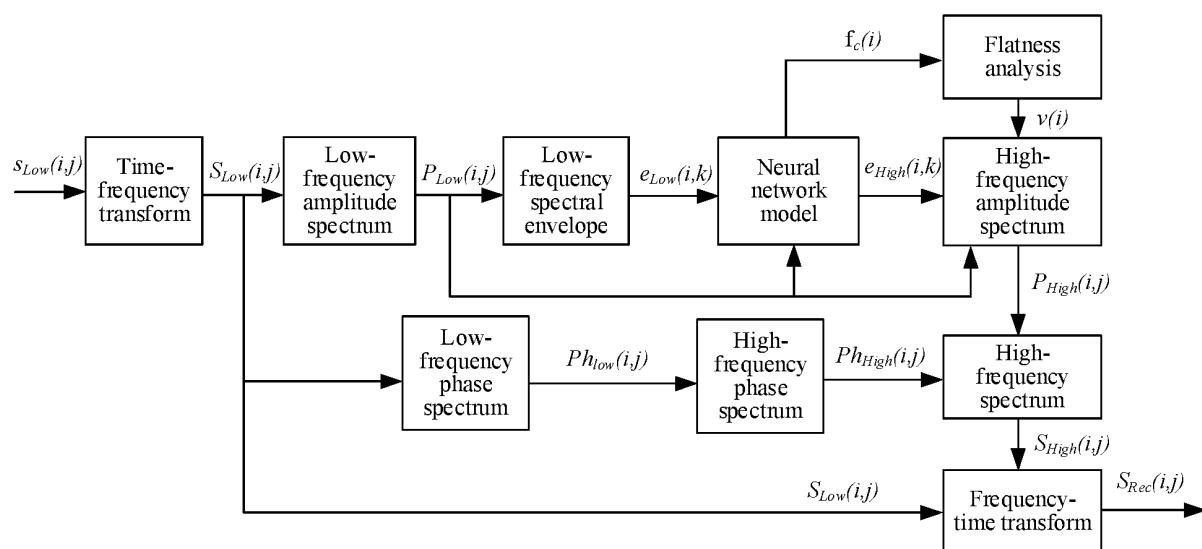 f_c(i)
Flatness
analysis
v(i)
s_Low(i,j)
Time-
frequency
transform
S_Low(i,j)
Low-
frequency
amplitude
spectrum
P_Low(i,j)
Low-
frequency
spectral
envelope
e_Low(i,k)
Neural
network
model
e_High(i,k)
High-
frequency
amplitude
spectrum
P_High(i,j)
Low-
frequency
phase
spectrum
Ph_low(i,j)
High-
frequency
phase
spectrum
Ph_High(i,j)
High-
frequency
spectrum
S_High(i,j)
S_Low(i,j)
Frequency-
time transform
S_Rec(i,j)